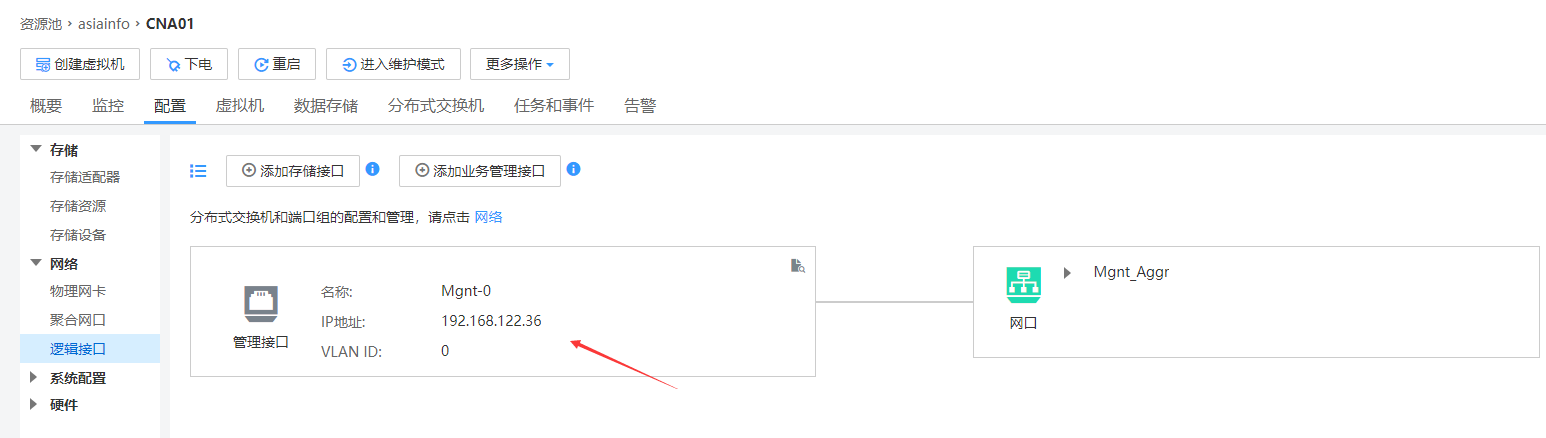 资源池 › asiainfo › CNA01
创建虚拟机 下电 重启 进入维护模式 更多操作
概要 监控 配置 虚拟机 数据存储 分布式交换机 任务和事件 告警
存储
存储适配器
存储资源
存储设备
网络
物理网卡
聚合网口
逻辑接口
系统配置
硬件
添加存储接口 添加业务管理接口
分布式交换机和端口组的配置和管理，请点击 网络
管理接口
名称: Mgnt-0
IP地址: 192.168.122.36
VLAN ID: 0
网口
Mgnt_Aggr